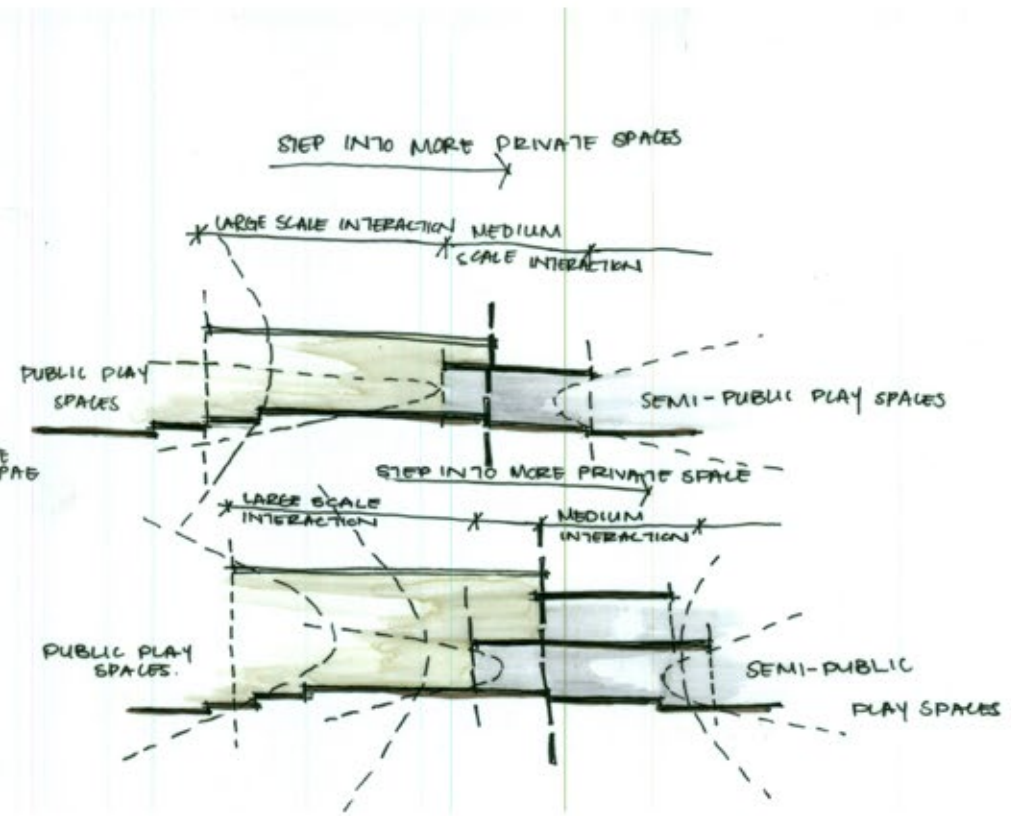 STEP INTO MORE PRIVATE SPACES
LARGE SCALE INTERACTION
MEDIUM
SCALE INTERACTION
PUBLIC PLAY
SPACES
SEMI-PUBLIC PLAY SPACES
STEP INTO MORE PRIVATE SPACE
LARGE SCALE
INTERACTION
MEDIUM
INTERACTION
PUBLIC PLAY
SPACES.
SEMI-PUBLIC
PLAY SPACES